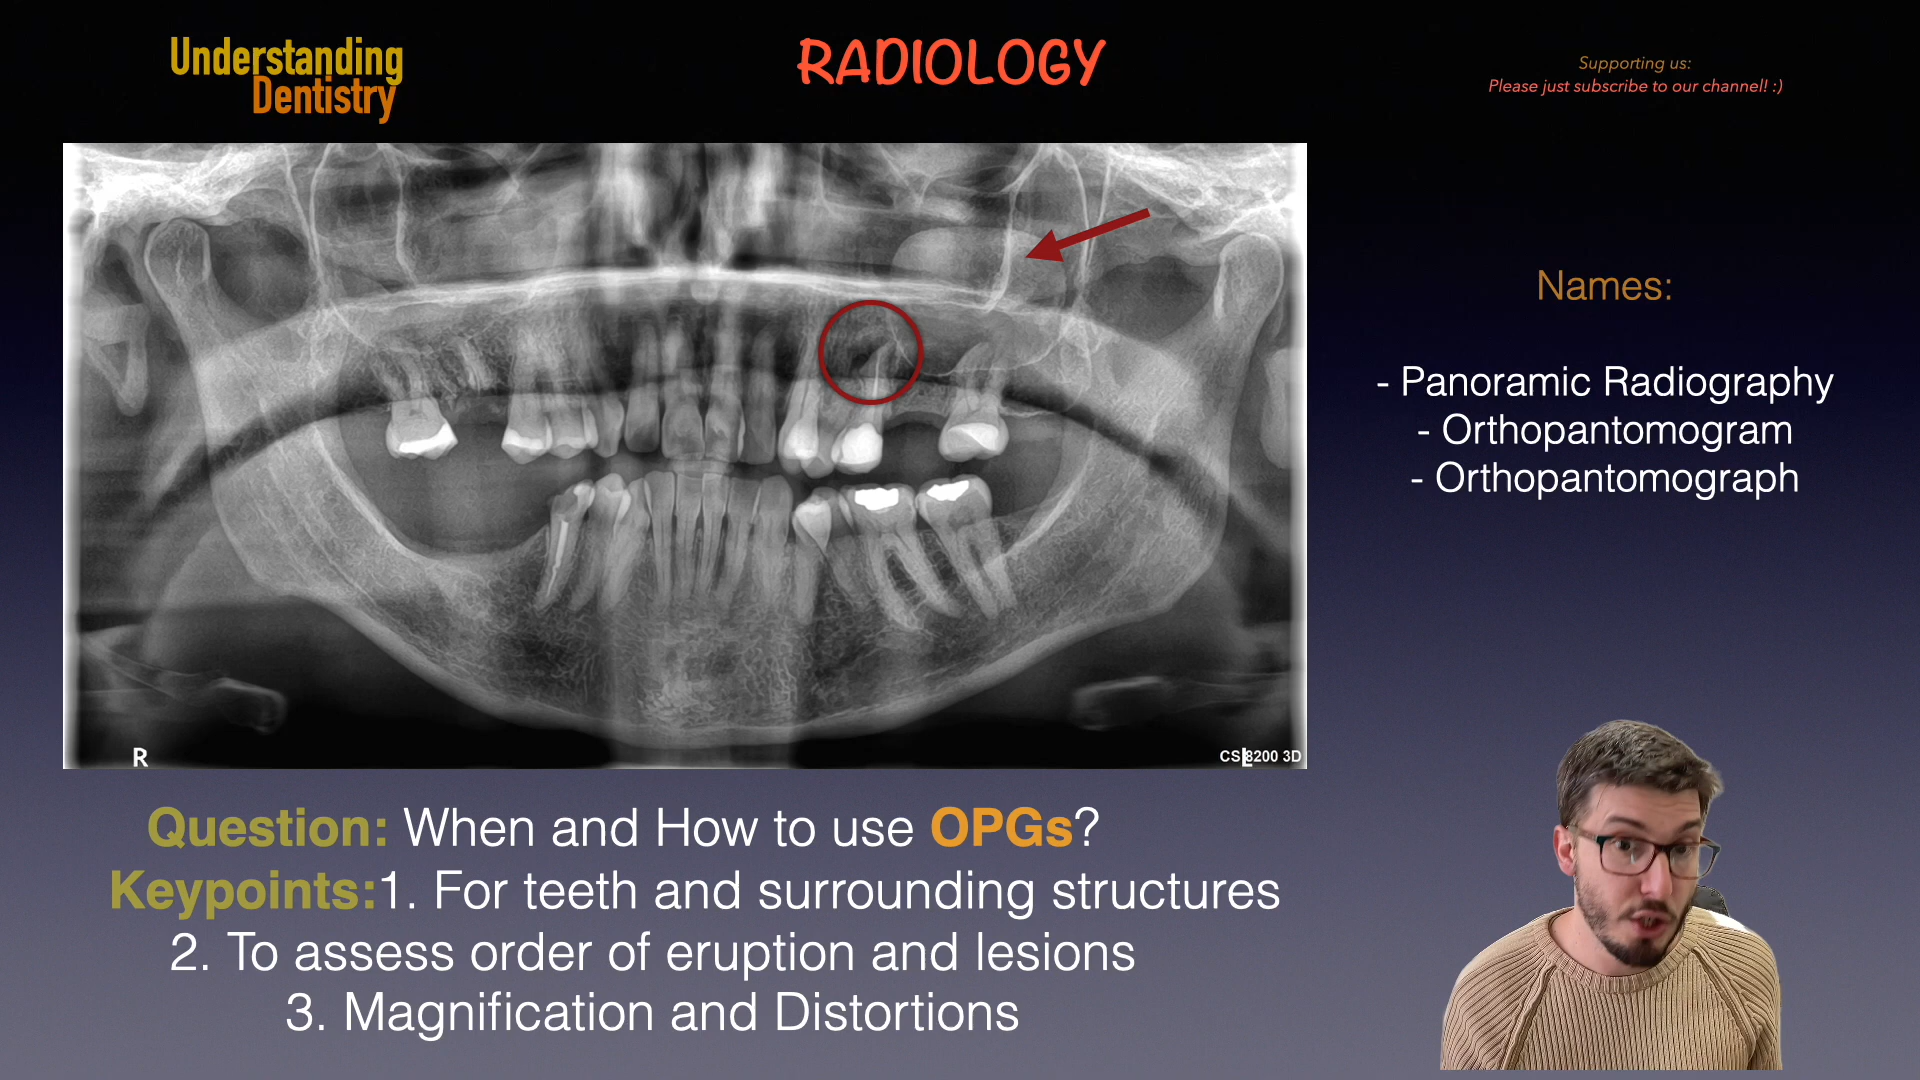 Understanding
Dentistry
RADIOLOGY
Supporting us:
Please just subscribe to our channel! :)
Names:
- Panoramic Radiography
- Orthopantomogram
- Orthopantomograph
R
CS 8200 3D
L
Question: When and How to use OPGs?
Keypoints:1. For teeth and surrounding structures
2. To assess order of eruption and lesions
3. Magnification and Distortions